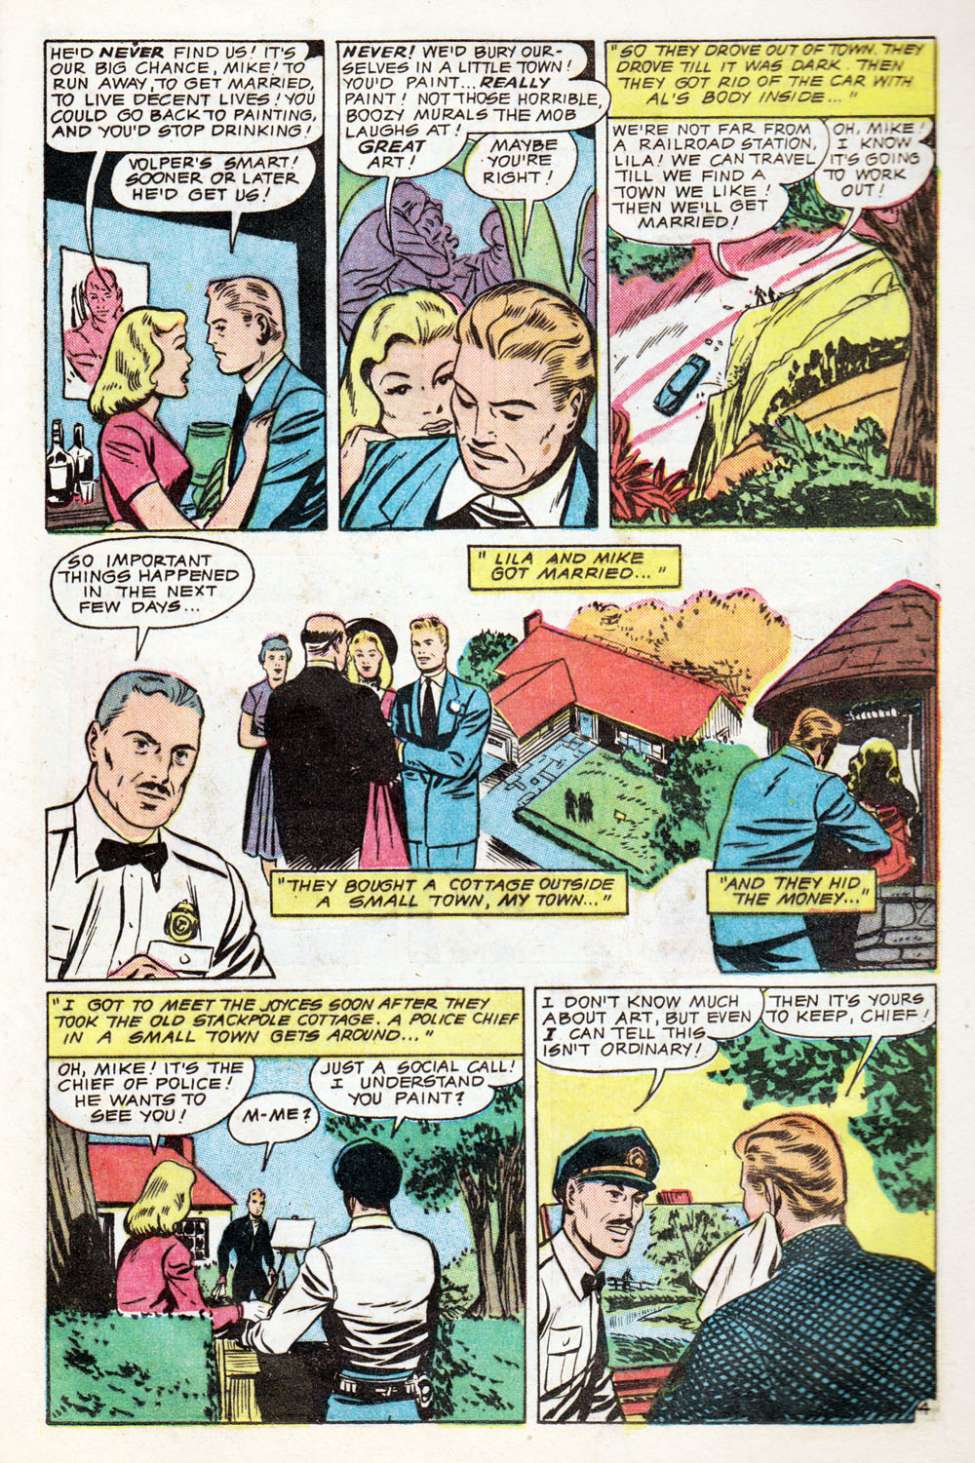 HE'D NEVER FIND US! IT'S
OUR BIG CHANCE, MIKE! TO
RUN AWAY, TO GET MARRIED,
TO LIVE DECENT LIVES! YOU
COULD GO BACK TO PAINTING,
AND YOU'D STOP DRINKING!
VOLPER'S SMART!
SOONER OR LATER
HE'D GET US!
NEVER! WE'D BURY OUR-
SELVES IN A LITTLE TOWN!
YOU'D PAINT... REALLY
PAINT! NOT THOSE HORRIBLE,
BOOZY MURALS THE MOB
LAUGHS AT!
GREAT
ART!
MAYBE
YOU'RE
RIGHT!
"SO THEY DROVE OUT OF TOWN. THEY
DROVE TILL IT WAS DARK. THEN
THEY GOT RID OF THE CAR WITH
AL'S BODY INSIDE..."
WE'RE NOT FAR FROM
A RAILROAD STATION,
LILA! WE CAN TRAVEL
TILL WE FIND A
TOWN WE LIKE!
THEN WE'LL GET
MARRIED!
OH, MIKE!
I KNOW
IT'S GOING
TO WORK
OUT!
SO IMPORTANT
THINGS HAPPENED
IN THE NEXT
FEW DAYS...
"LILA AND MIKE
GOT MARRIED..."
"THEY BOUGHT A COTTAGE OUTSIDE
A SMALL TOWN, MY TOWN..."
"AND THEY HID
THE MONEY..."
"I GOT TO MEET THE JOYCES SOON AFTER THEY
TOOK THE OLD STACKPOLE COTTAGE. A POLICE CHIEF
IN A SMALL TOWN GETS AROUND..."
OH, MIKE! IT'S THE
CHIEF OF POLICE!
HE WANTS TO
SEE YOU!
M-ME?
JUST A SOCIAL CALL!
I UNDERSTAND
YOU PAINT?
I DON'T KNOW MUCH
ABOUT ART, BUT EVEN
I CAN TELL THIS
ISN'T ORDINARY!
THEN IT'S YOURS
TO KEEP, CHIEF!
4